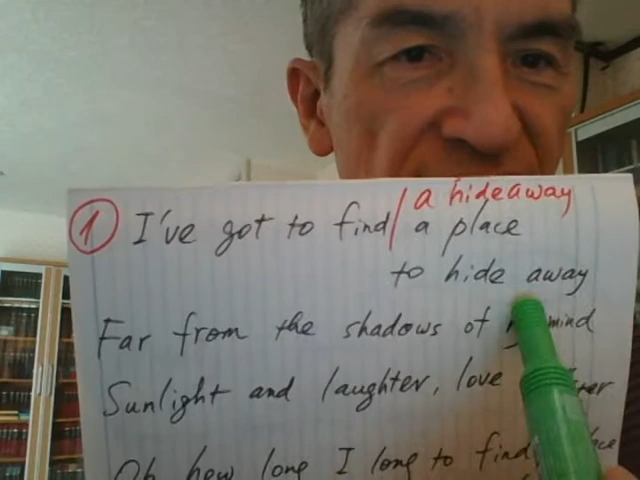 a hideaway
1 I've got to find / a place
to hide away
Far from the shadows of mind
Sunlight and laughter, love
Oh how long I long to find